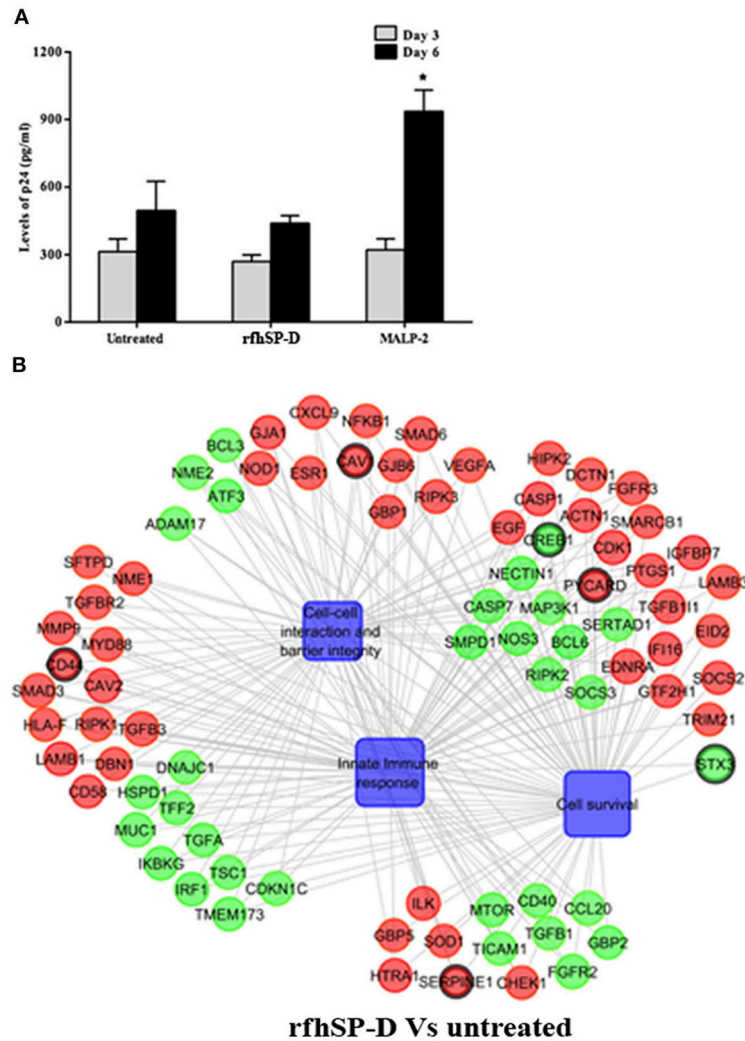 A
Day 3
Day 6
1200
900
600
300
0
Levels of p24 (pg/ml)
*
Untreated
rfhSP-D
MALP-2
B
CXCL9
NFKB1
GJA1
SMAD6
BCL3
CAV1
NME2
NOD1
ESR1
GJB6
VEGFA
ATF3
RIPK3
ADAM17
GBP1
HIPK2
DCTN1
CASP1
FGFR3
EGF
ACTN1
SMARCB1
CREB1
CDK1
IGFBP7
NECTIN1
PTGS1
PYCARD
LAMB3
CASP7
MAP3K1
TGFB1I1
SERTAD1
SMPD1
NOS3
BCL6
EID2
IFI16
RIPK2
EDNRA
SOCS2
SOCS3
GTF2H1
TRIM21
STX3
SFTPD
NME1
TGFBR2
MMP9
MYD88
CD44
CAV2
SMAD3
HLA-F
RIPK1
TGFB3
LAMB1
DBN1
CD58
DNAJC1
HSPD1
TFF2
MUC1
TGFA
IKBKG
TSC1
IRF1
CDKN1C
TMEM173
Cell-cell
interaction and
barrier integrity
Innate Immune
response
Cell survival
ILK
MTOR
CD40
CCL20
GBP5
SOD1
TICAM1
TGFB1
GBP2
HTRA1
SERPINE1
CHEK1
FGFR2
rfhSP-D Vs untreated